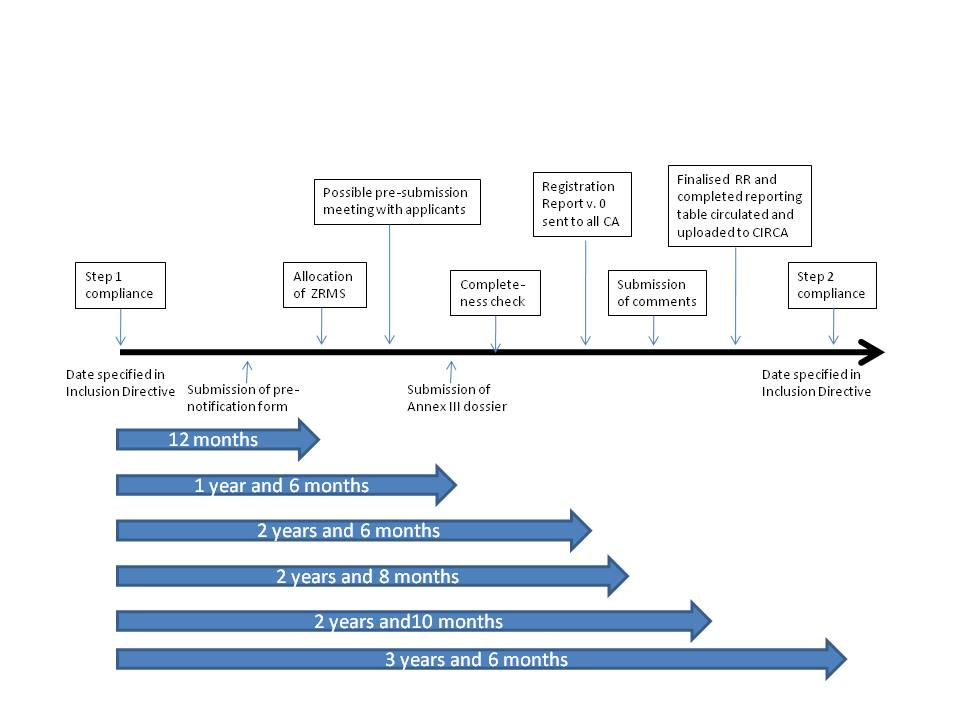 Possible pre-submission
meeting with applicants
Registration
Report v. 0
sent to all CA
Finalised RR and
completed reporting
table circulated and
uploaded to CIRCA
Step 1
compliance
Allocation
of ZRMS
Complete-
ness check
Submission
of comments
Step 2
compliance
Date specified in
Inclusion Directive
Submission of pre-
notification form
Submission of
Annex III dossier
Date specified in
Inclusion Directive
12 months
1 year and 6 months
2 years and 6 months
2 years and 8 months
2 years and10 months
3 years and 6 months